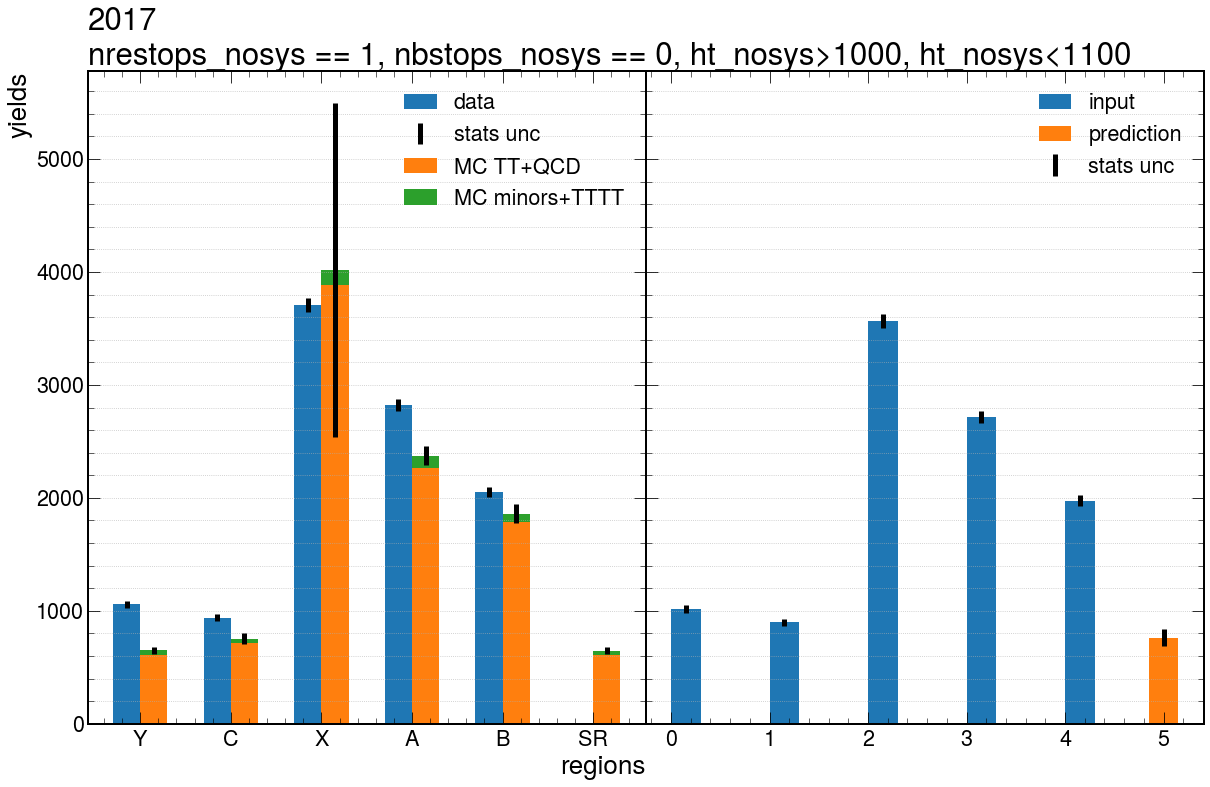 2017
nrestops_nosys == 1, nbstops_nosys == 0, ht_nosys>1000, ht_nosys<1100
yields
data
stats unc
MC TT+QCD
MC minors+TTTT
input
prediction
stats unc
5000
4000
3000
2000
1000
0
Y C X A B SR
0 1 2 3 4 5
regions